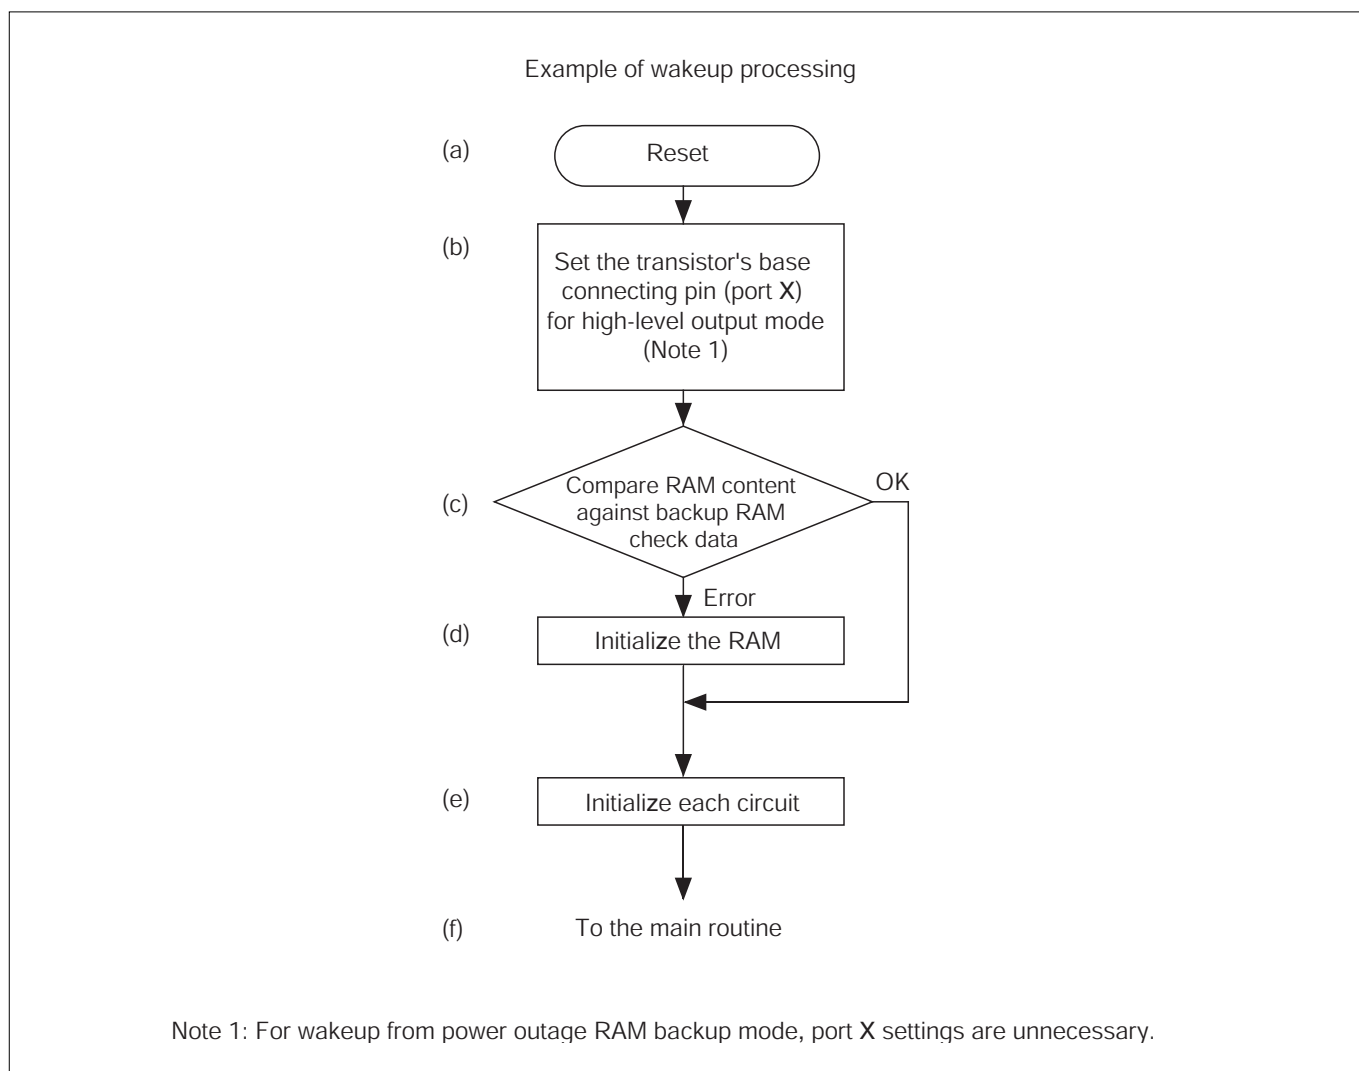 Example of wakeup processing
(a)
Reset
(b)
Set the transistor's base
connecting pin (port X)
for high-level output mode
(Note 1)
OK
(c)
Compare RAM content
against backup RAM
check data
Error
(d)
Initialize the RAM
(e)
Initialize each circuit
(f)
To the main routine
Note 1: For wakeup from power outage RAM backup mode, port X settings are unnecessary.